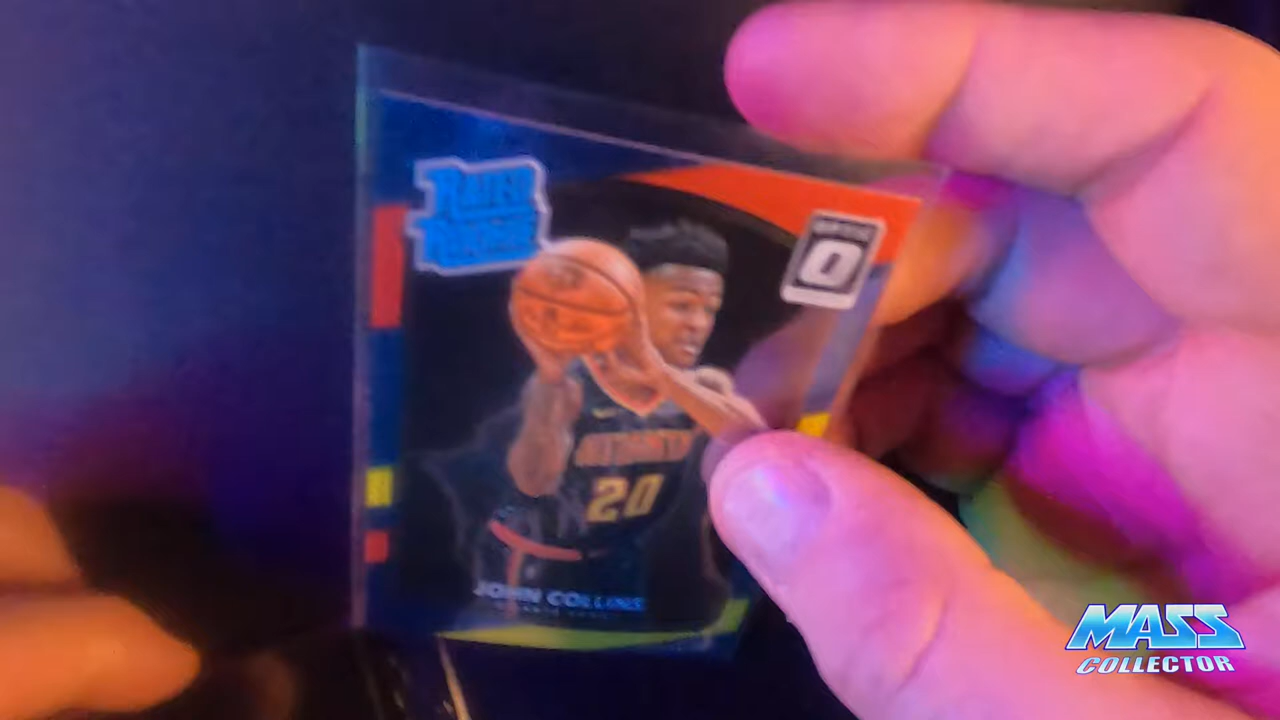 RATED
ROOKIE
O
ATLANTA
20
JOHN COLLINS
MASS
COLLECTOR